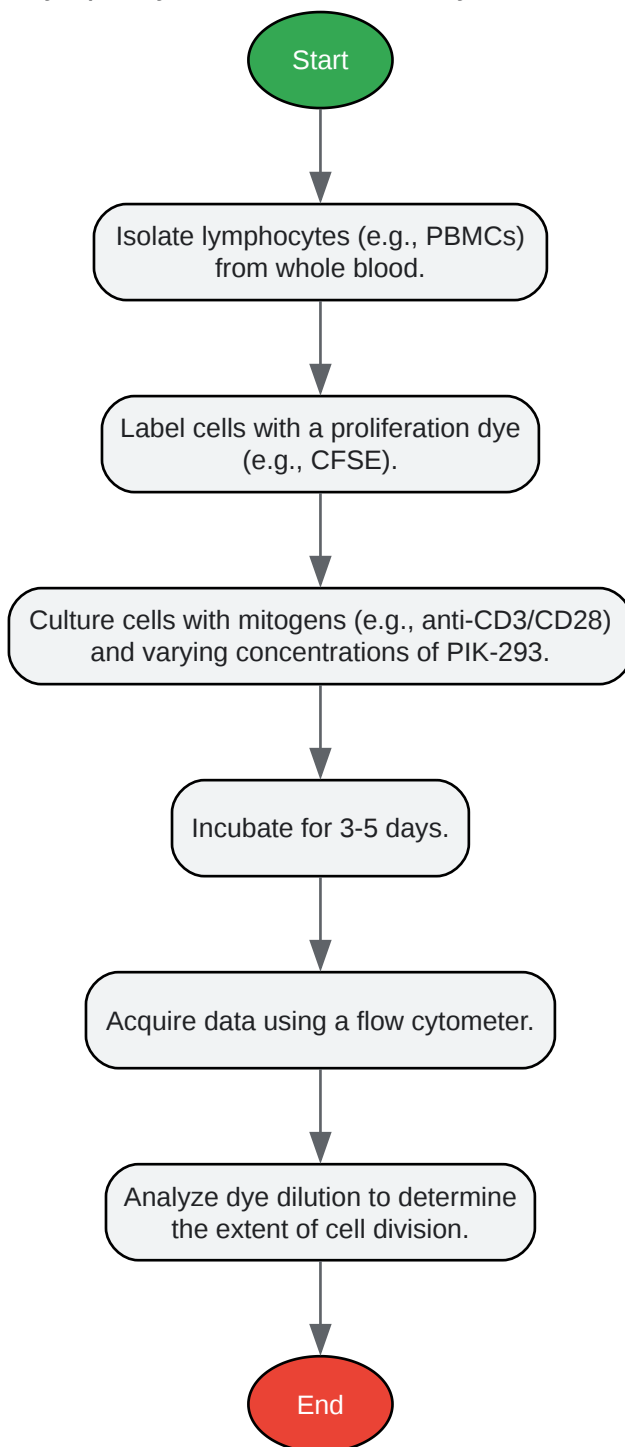 Start
Isolate lymphocytes (e.g., PBMCs)
from whole blood.
Label cells with a proliferation dye
(e.g., CFSE).
Culture cells with mitogens (e.g., anti-CD3/CD28)
and varying concentrations of PIK-293.
Incubate for 3-5 days.
Acquire data using a flow cytometer.
Analyze dye dilution to determine
the extent of cell division.
End